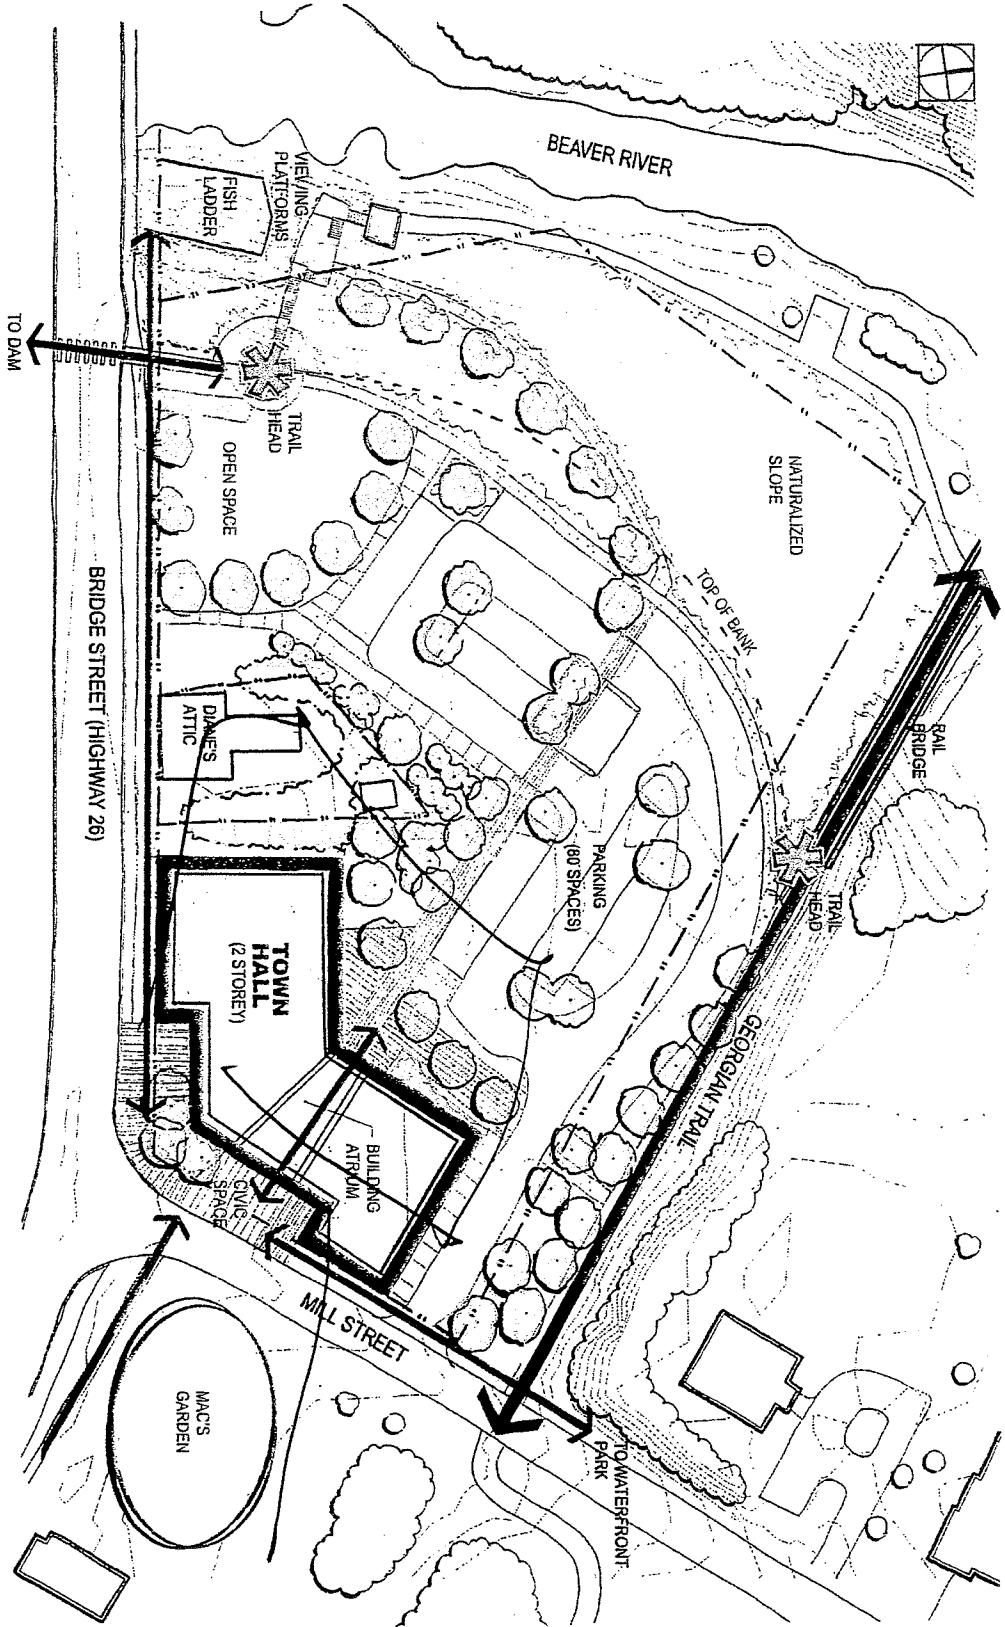 BEAVER RIVER
VIEWING
PLATFORMS
FISH
LADDER
TO DAM
TRAIL
HEAD
OPEN SPACE
NATURALIZED
SLOPE
TOP OF BANK
RAIL
BRIDGE
BRIDGE STREET (HIGHWAY 26)
DIANE'S
ATTIC
PARKING
(60 SPACES)
TRAIL
HEAD
TOWN
HALL
(2 STOREY)
GEORGIAN TRAIL
BUILDING
ATRIUM
CIVIC
SPACE
MILL STREET
MAC'S
GARDEN
TO WATERFRONT
PARK